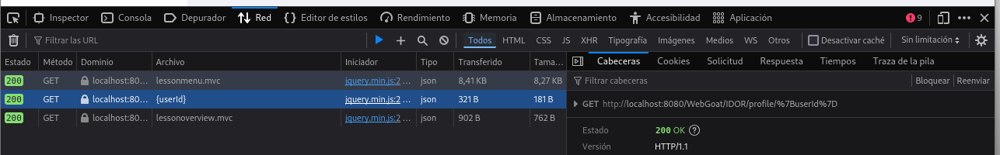 Inspector Consola Depurador Red Editor de estilos Rendimiento Memoria Almacenamiento Accesibilidad Aplicación 9
Filtrar las URL Todos HTML CSS JS XHR Tipografía Imágenes Medios WS Otros Desactivar caché Sin limitación
Estado Método Dominio Archivo Iniciador Tipo Transferido Tama…
200 GET localhost:80… lessonmenu.mvc jquery.min.js:2 … json 8,41 KB 8,27 KB
200 GET localhost:80… {userId} jquery.min.js:2 … json 321 B 181 B
200 GET localhost:80… lessonoverview.mvc jquery.min.js:2 … json 902 B 762 B
Cabeceras Cookies Solicitud Respuesta Tiempos Traza de la pila
Filtrar cabeceras Bloquear Reenviar
GET http://localhost:8080/WebGoat/IDOR/profile/%7BuserId%7D
Estado 200 OK ?
Versión HTTP/1.1